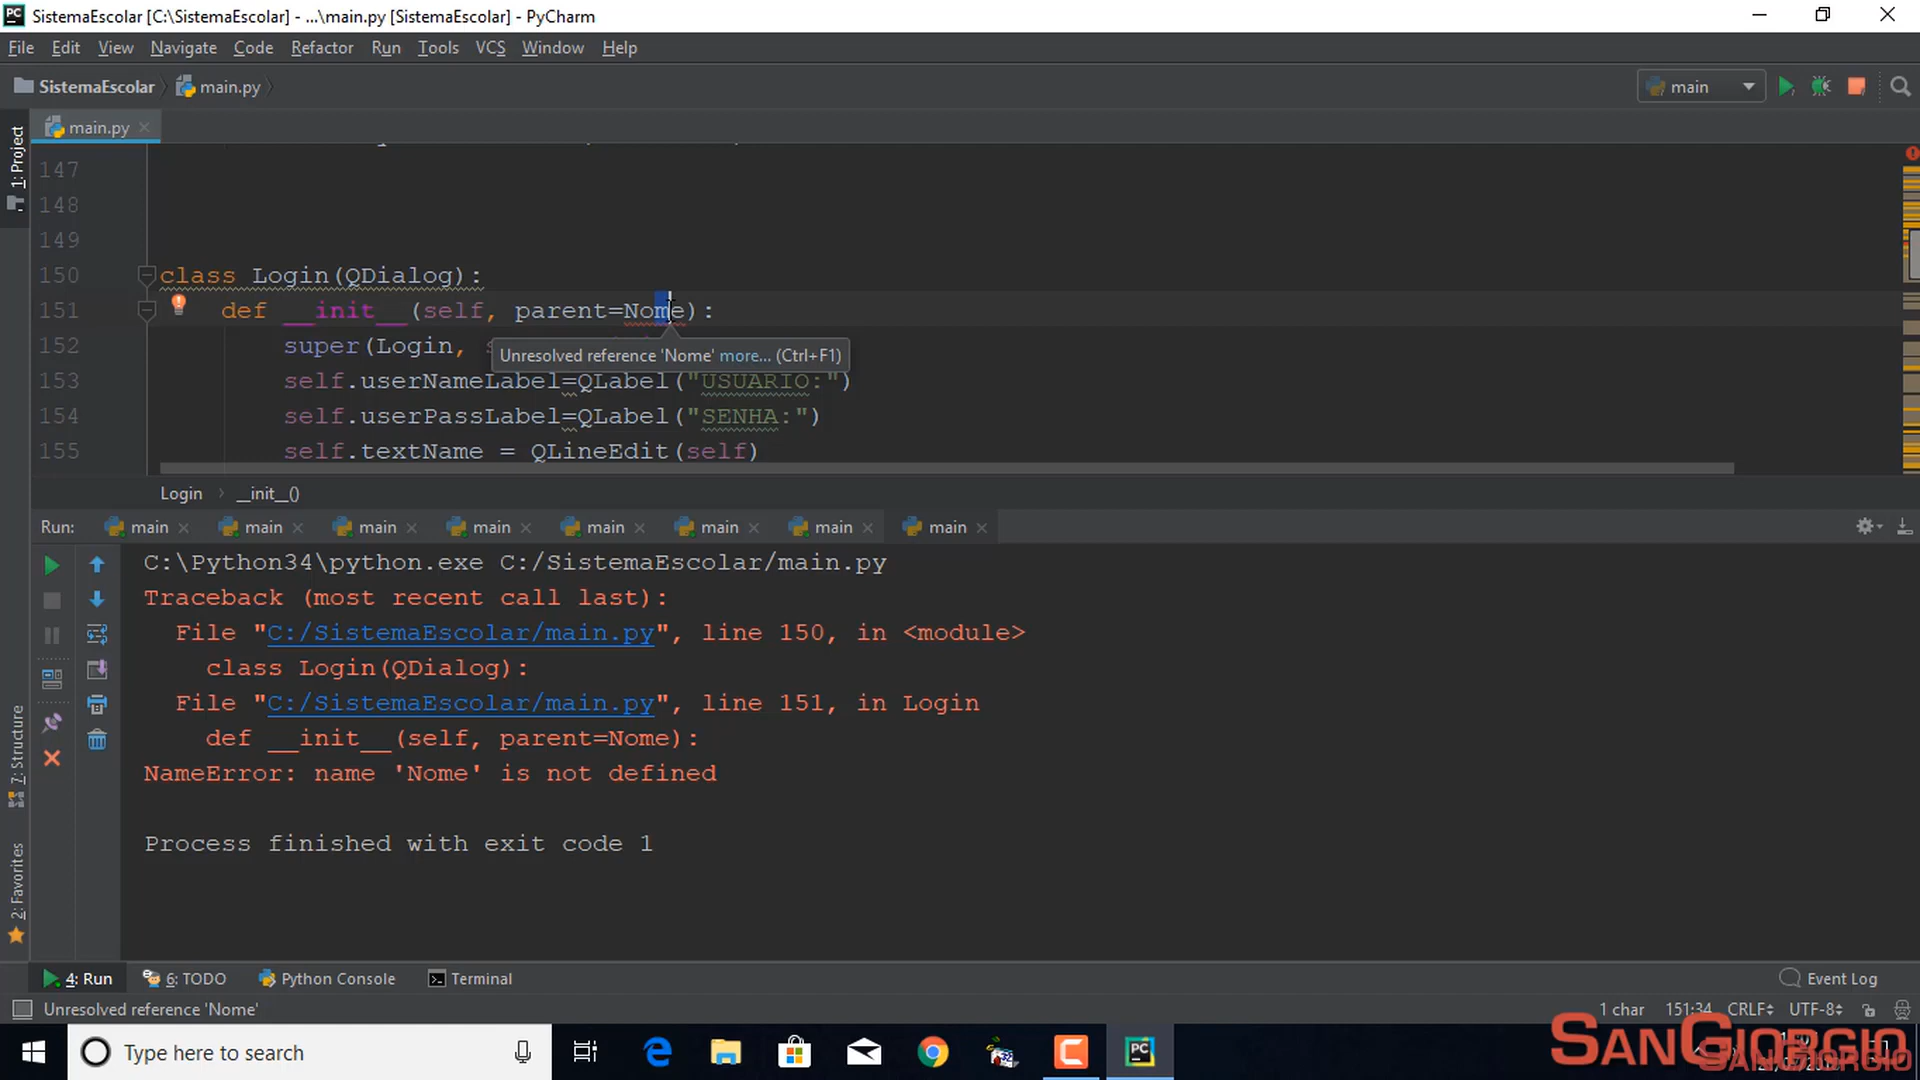 SistemaEscolar [C:\SistemaEscolar] - ...\main.py [SistemaEscolar] - PyCharm
File Edit View Navigate Code Refactor Run Tools VCS Window Help
SistemaEscolar main.py main
main.py
1: Project
147
148
149
150 class Login(QDialog):
151 def __init__(self, parent=Nome):
152 super(Login,
Unresolved reference 'Nome' more... (Ctrl+F1)
153 self.userNameLabel=QLabel("USUARIO:")
154 self.userPassLabel=QLabel("SENHA:")
155 self.textName = QLineEdit(self)
Login __init__()
Run: main main main main main main main main
C:\Python34\python.exe C:/SistemaEscolar/main.py
Traceback (most recent call last):
File "C:/SistemaEscolar/main.py", line 150, in <module>
class Login(QDialog):
File "C:/SistemaEscolar/main.py", line 151, in Login
def __init__(self, parent=Nome):
NameError: name 'Nome' is not defined
Process finished with exit code 1
7: Structure
2: Favorites
4: Run 6: TODO Python Console Terminal Event Log
Unresolved reference 'Nome' 1 char 151:34 CRLF UTF-8
Type here to search
SANGIORGIO